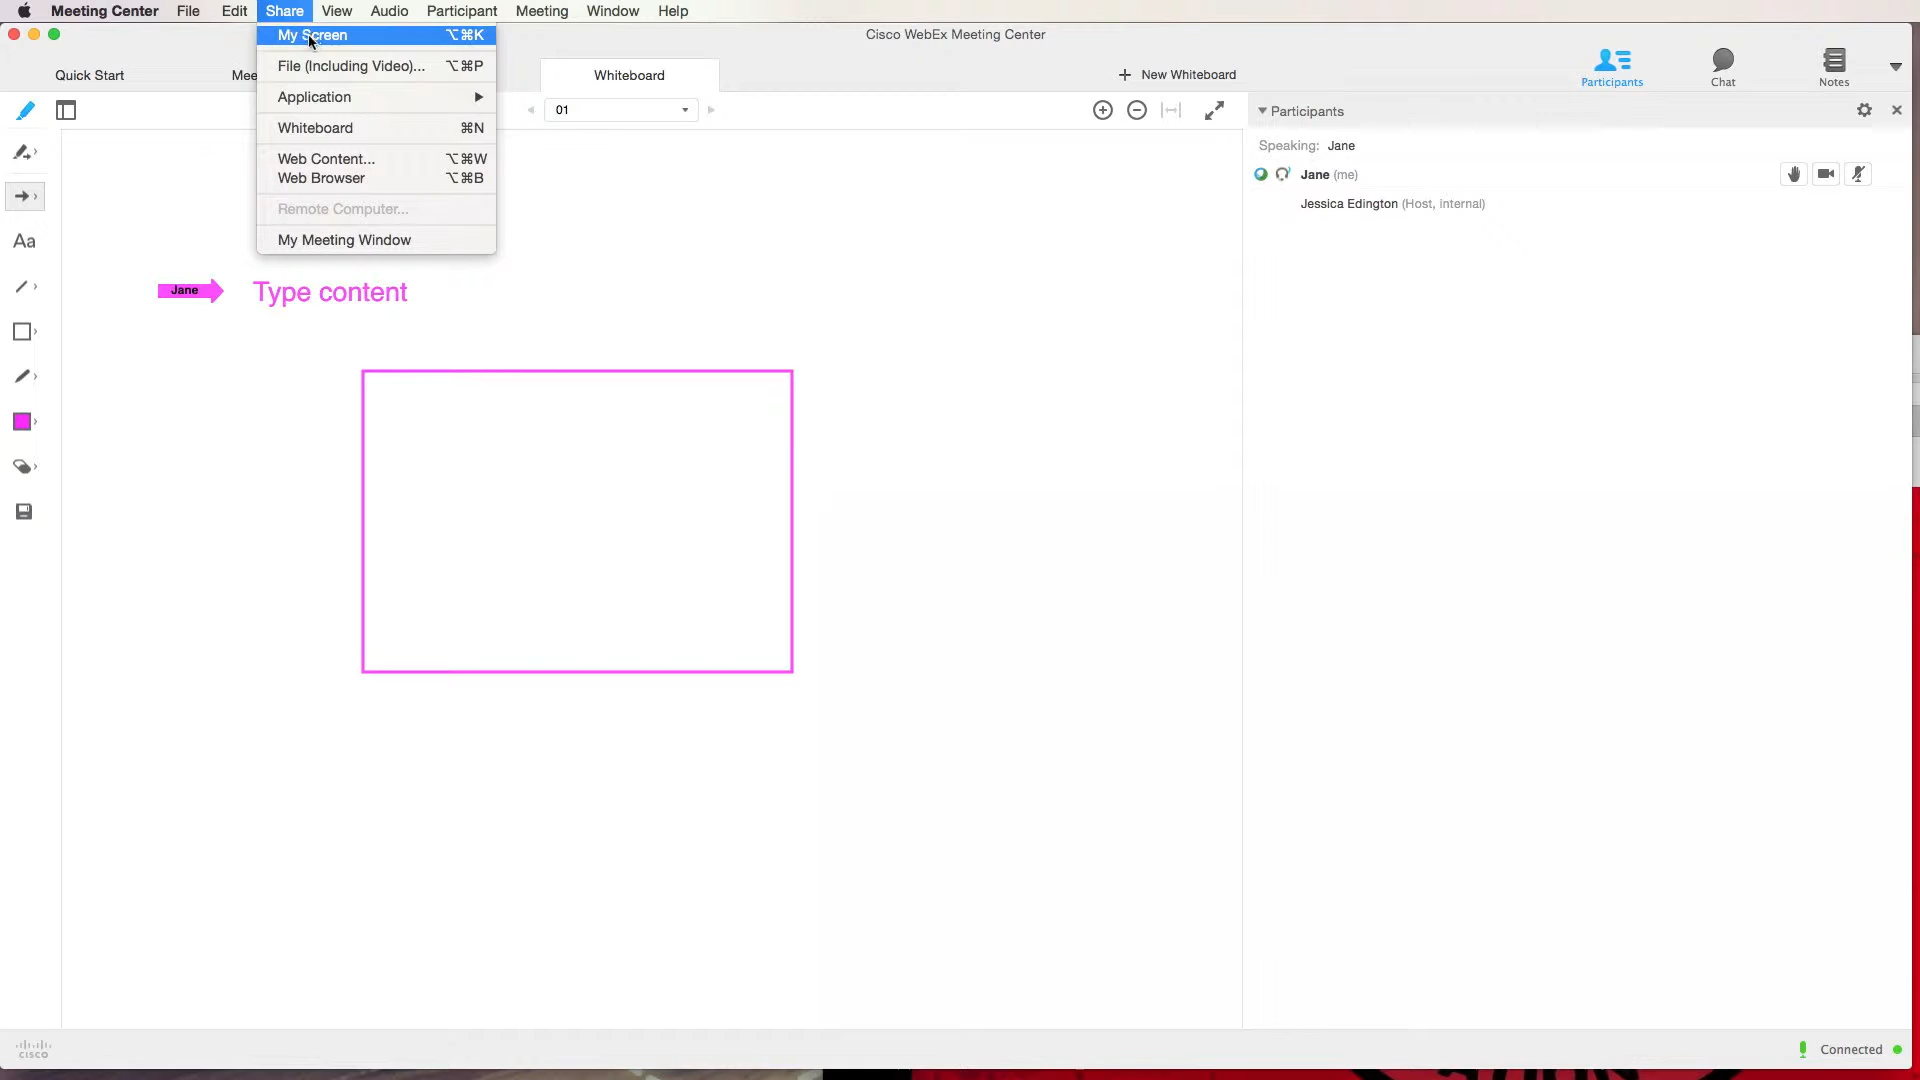 Meeting Center File Edit Share View Audio Participant Meeting Window Help
My Screen ⌥⌘K
Cisco WebEx Meeting Center
Quick Start
Mee
Whiteboard
+ New Whiteboard
Participants
Chat
Notes
File (Including Video)... ⌥⌘P
Application
Whiteboard ⌘N
Web Content... ⌥⌘W
Web Browser ⌥⌘B
Remote Computer...
My Meeting Window
01
Participants
Speaking: Jane
Jane (me)
Jessica Edington (Host, internal)
Aa
Jane
Type content
CISCO
Connected